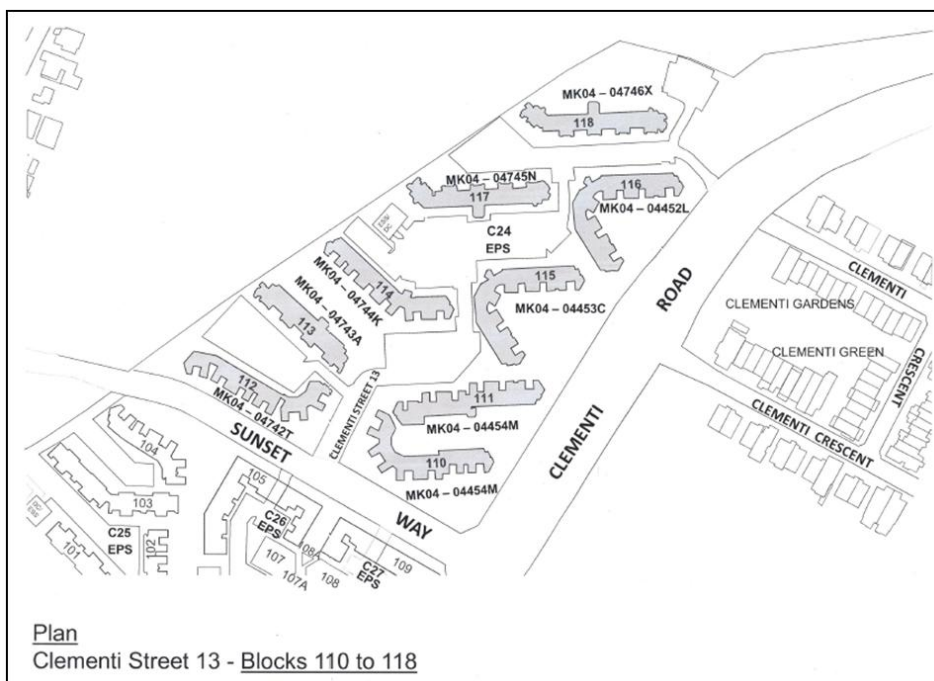 MK04 – 04746X
118
MK04 – 04745N
117
116
MK04 – 04452L
C24
EPS
115
MK04 – 04453C
114
MK04 – 04744K
MK04 – 04743A
113
112
MK04 – 04742T
111
MK04 – 04454M
110
MK04 – 04454M
CLEMENTI STREET 13
SUNSET
WAY
CLEMENTI
ROAD
CLEMENTI
CRESCENT
CLEMENTI GARDENS
CLEMENTI GREEN
CLEMENTI CRESCENT
104
103
C25
EPS
102
101
105
C26
EPS
107
107A
108A
108
C27
EPS
109
Plan
Clementi Street 13 - Blocks 110 to 118